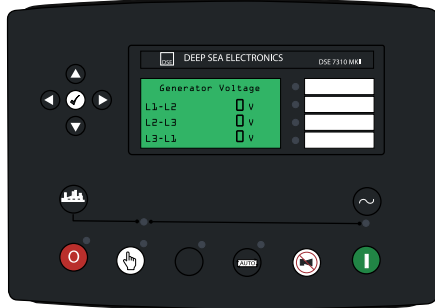 DSE DEEP SEA ELECTRONICS DSE 7310 MKII
Generator Voltage
L1-L2 0 v
L2-L3 0 v
L3-L1 0 v
O AUTO I